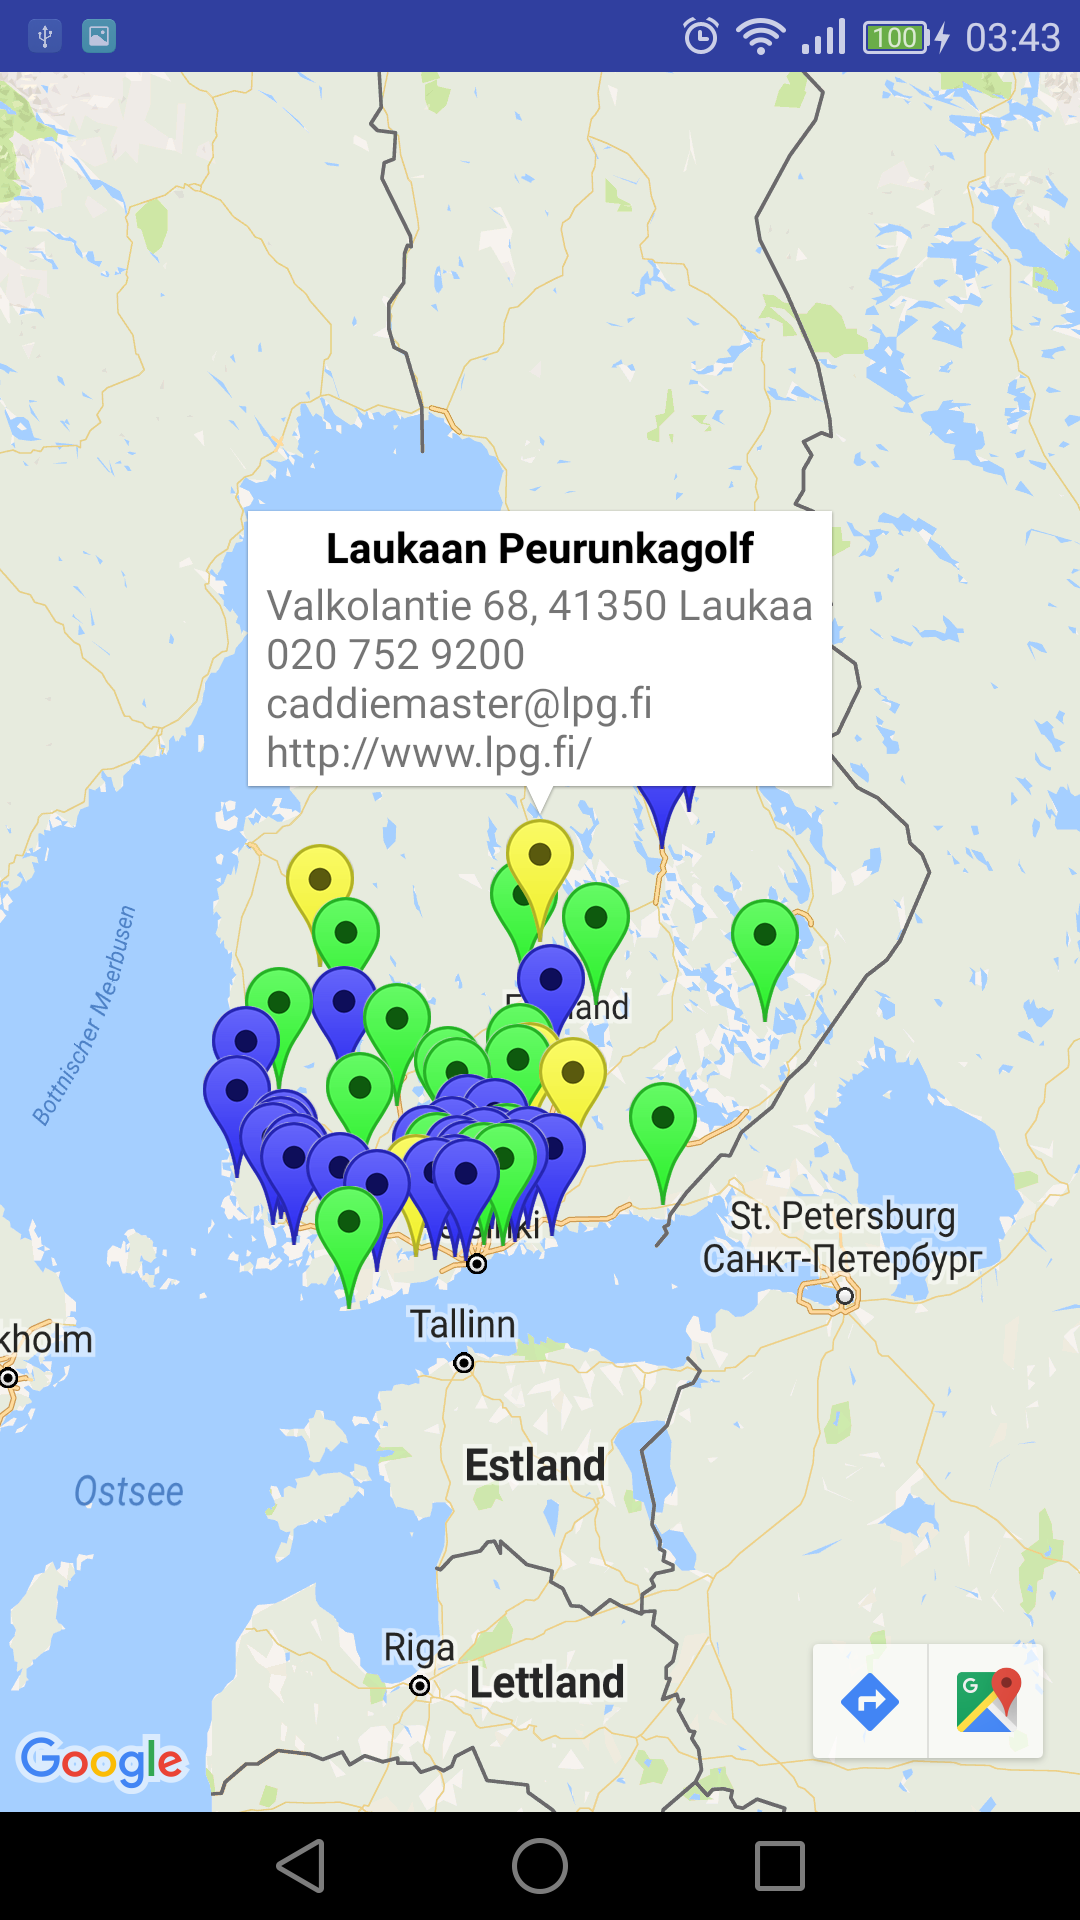 100 03:43
Laukaan Peurunkagolf
Valkolantie 68, 41350 Laukaa
020 752 9200
caddiemaster@lpg.fi
http://www.lpg.fi/
Bottnischer Meerbusen
St. Petersburg
Санкт-Петербург
Tallinn
kholm
Estland
Ostsee
Riga
Lettland
G
Google